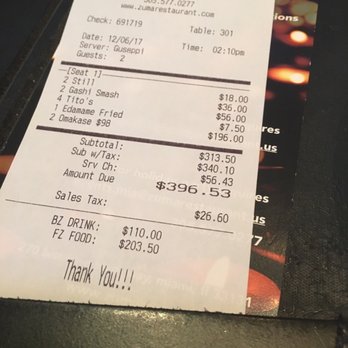 305.577.0277
www.zumarestaurant.com
Check: 691719 Table: 301
Date: 12/06/17 Time: 02:10pm
Server: Guseppi
Guests: 2
[Seat 1]
2 Still $18.00
2 Gashi Smash $36.00
4 Tito's $56.00
1 Edamame Fried $7.50
2 Omakase $98 $196.00
Subtotal: $313.50
Sub w/Tax: $340.10
Srv Ch: $56.43
Amount Due $396.53
Sales Tax: $26.60
BZ DRINK: $110.00
FZ FOOD: $203.50
Thank You!!!